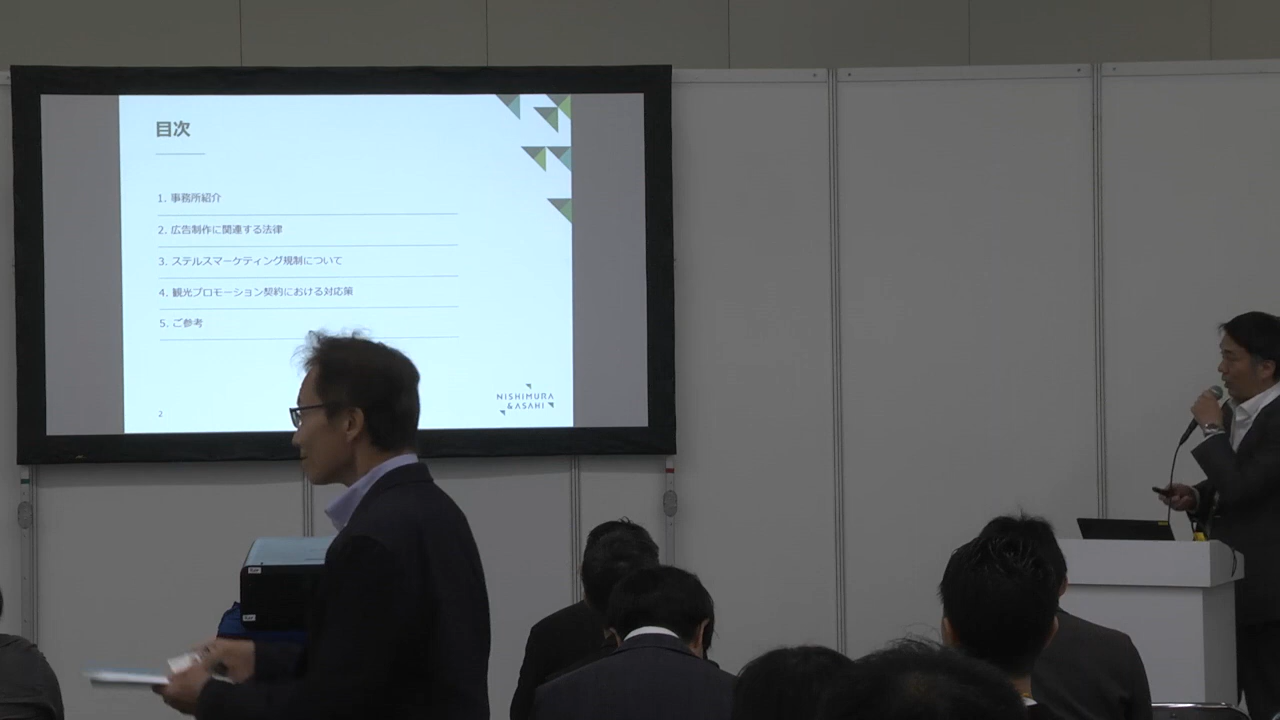 目次
1. 事務所紹介
2. 広告制作に関連する法律
3. ステルスマーケティング規制について
4. 観光プロモーション契約における対応策
5. ご参考
2
NISHIMURA
& ASAHI